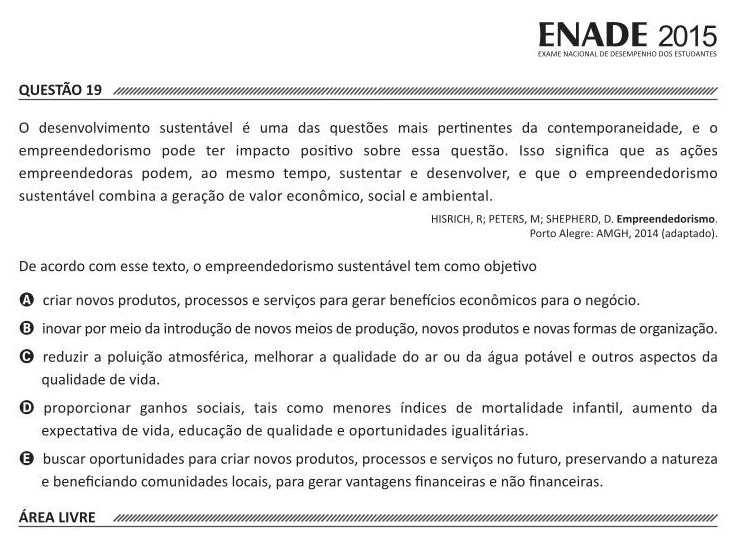 ENADE 2015
EXAME NACIONAL DE DESEMPENHO DOS ESTUDANTES
QUESTÃO 19
O desenvolvimento sustentável é uma das questões mais pertinentes da contemporaneidade, e o
empreendedorismo pode ter impacto positivo sobre essa questão. Isso significa que as ações
empreendedoras podem, ao mesmo tempo, sustentar e desenvolver, e que o empreendedorismo
sustentável combina a geração de valor econômico, social e ambiental.
HISRICH, R; PETERS, M; SHEPHERD, D. Empreendedorismo.
Porto Alegre: AMGH, 2014 (adaptado).
De acordo com esse texto, o empreendedorismo sustentável tem como objetivo
A criar novos produtos, processos e serviços para gerar benefícios econômicos para o negócio.
B inovar por meio da introdução de novos meios de produção, novos produtos e novas formas de organização.
C reduzir a poluição atmosférica, melhorar a qualidade do ar ou da água potável e outros aspectos da
qualidade de vida.
D proporcionar ganhos sociais, tais como menores índices de mortalidade infantil, aumento da
expectativa de vida, educação de qualidade e oportunidades igualitárias.
E buscar oportunidades para criar novos produtos, processos e serviços no futuro, preservando a natureza
e beneficiando comunidades locais, para gerar vantagens financeiras e não financeiras.
ÁREA LIVRE